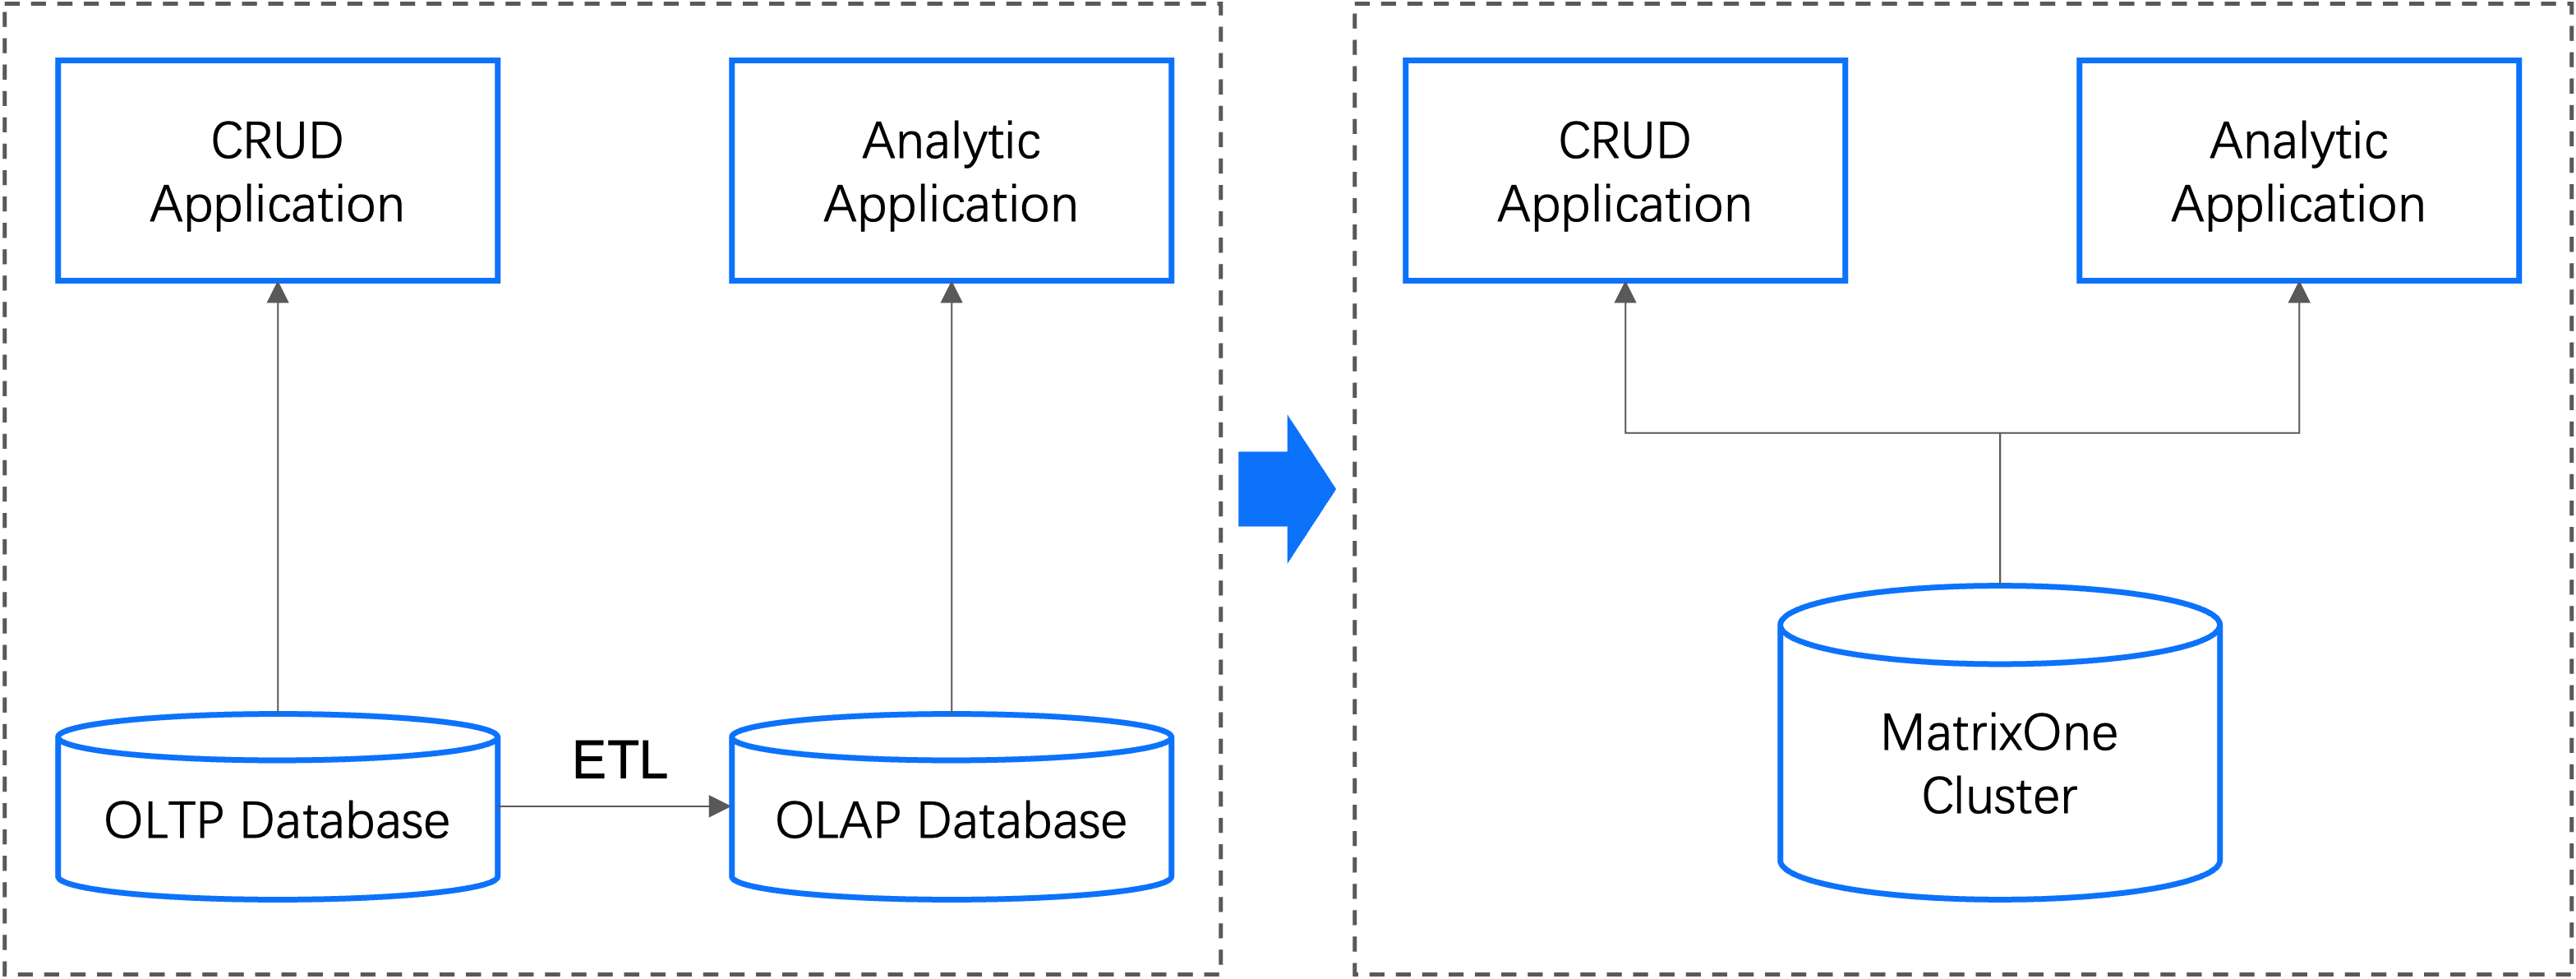 CRUD
Application
Analytic
Application
ETL
OLTP Database
OLAP Database
CRUD
Application
Analytic
Application
MatrixOne
Cluster